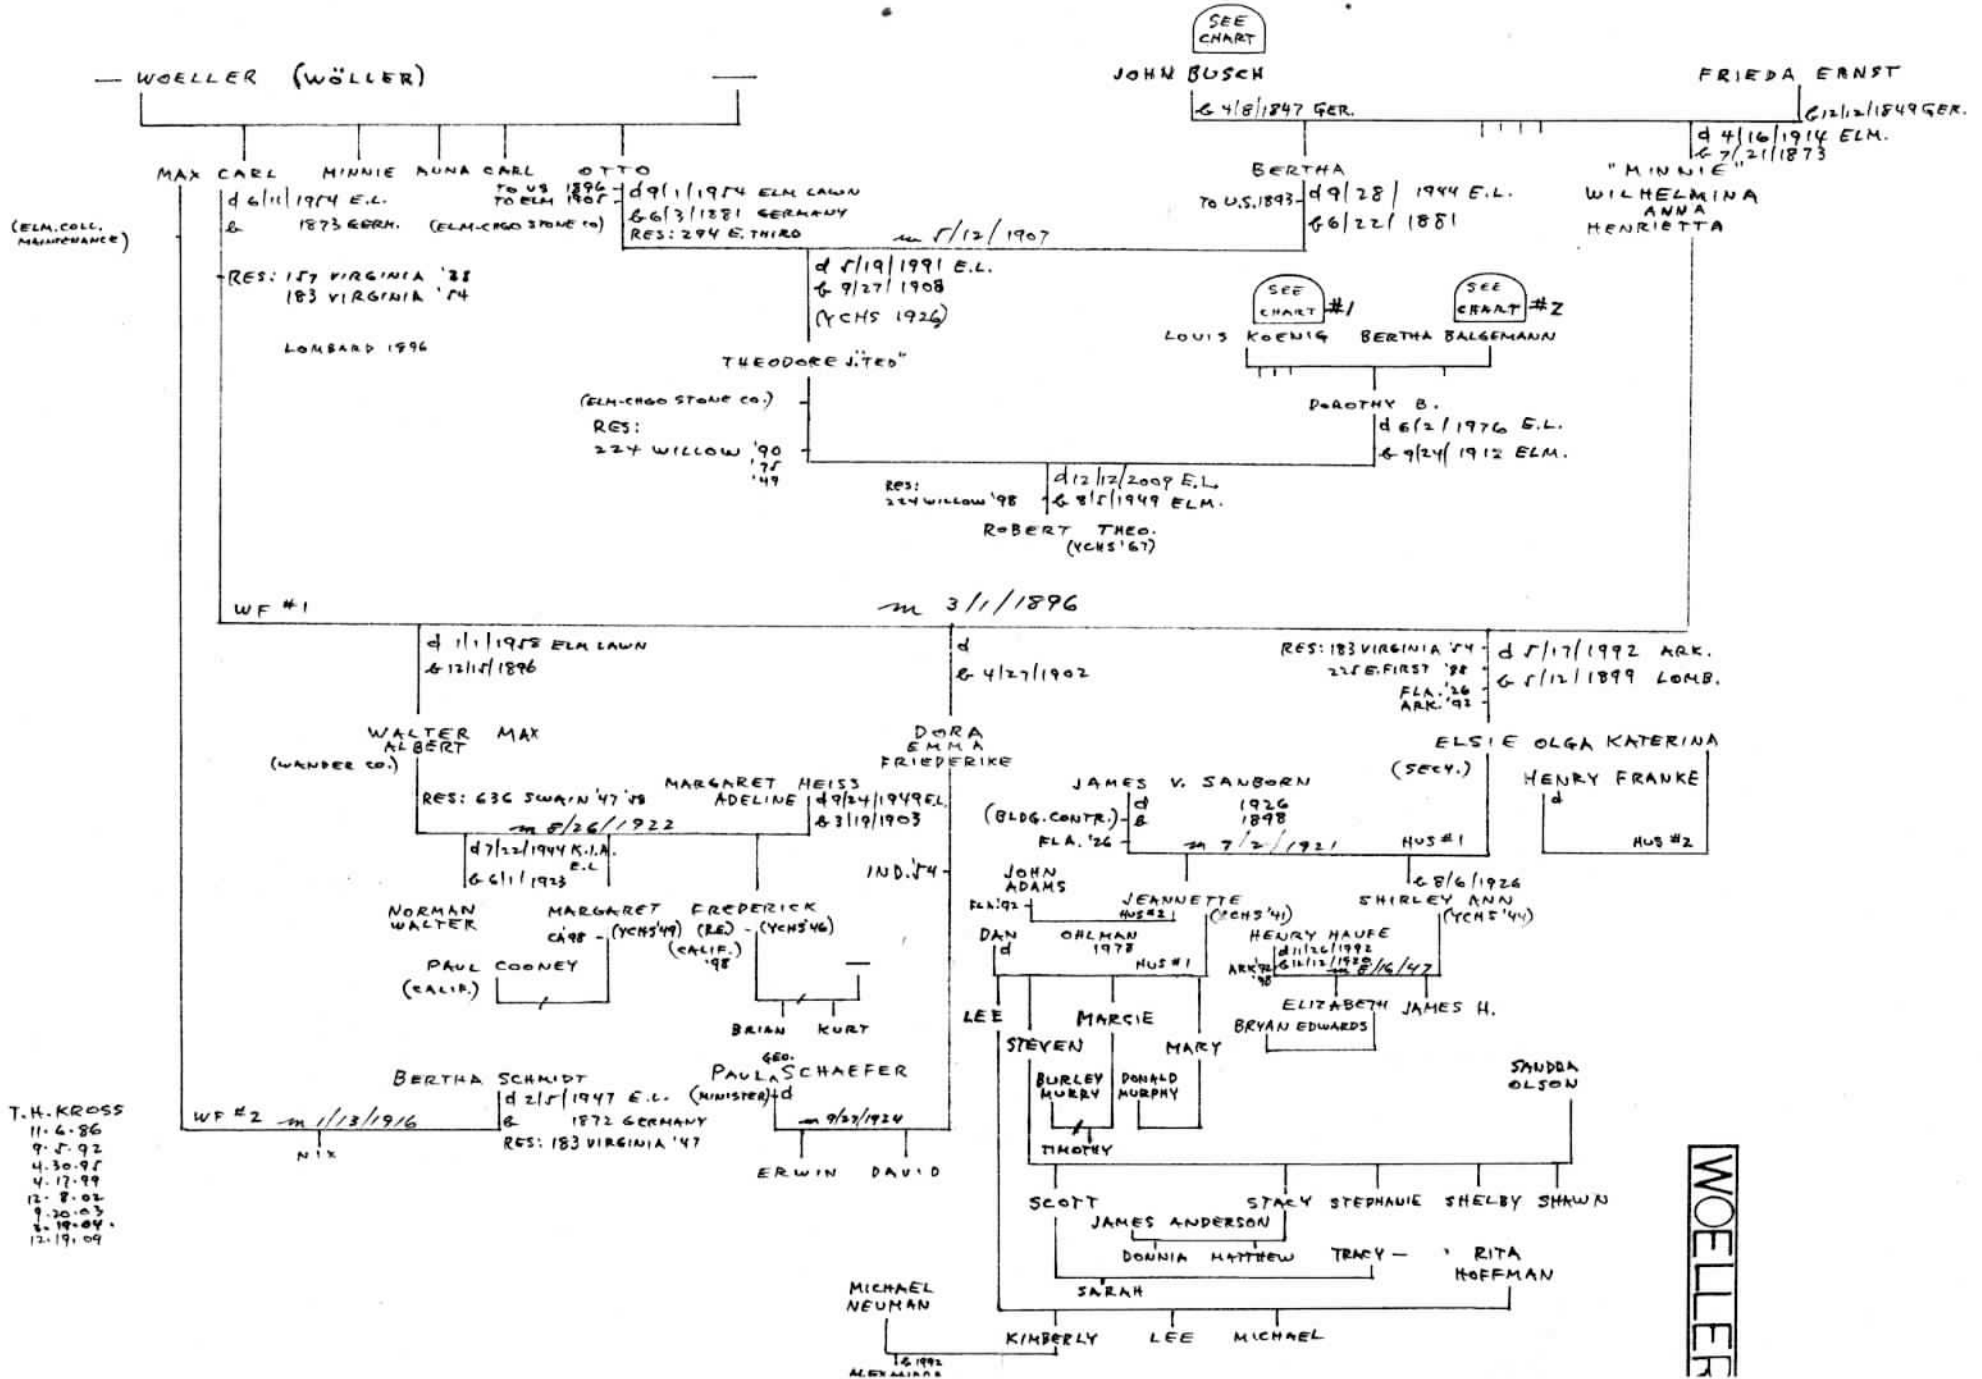 SEE
CHART
— WOELLER (WÖLLER) —
JOHN BUSCH
FRIEDA ERNST
b 4/8/1847 GER.
b 12/12/1849 GER.
d 4/16/1914 ELM.
b 7/21/1873
MAX CARL
MINNIE
ANNA
CARL
OTTO
BERTHA
"MINNIE"
WILHELMINA
ANNA
HENRIETTA
TO US 1896
TO ELM 1905
d 9/1/1954 ELM LAWN
b 6/3/1881 GERMANY
RES: 294 E. THIRD
d 6/11/1954 E.L.
b 1873 GERM.
(ELM-CHGO STONE CO)
TO U.S. 1893
d 9/28/1944 E.L.
b 6/22/1881
(ELM. COLL.
MAINTENANCE)
m 5/12/1907
RES: 157 VIRGINIA '38
183 VIRGINIA '54
LOMBARD 1896
d 5/19/1991 E.L.
b 9/27/1908
(YCHS 1926)
SEE
CHART #1
SEE
CHART #2
LOUIS KOENIG
BERTHA BALGEMANN
THEODORE J. "TED"
(ELM-CHGO STONE CO.)
RES:
224 WILLOW '90
'75
'49
DOROTHY B.
d 6/2/1976 E.L.
b 9/24/1912 ELM.
RES:
224 WILLOW '98
d 12/12/2009 E.L.
b 8/5/1949 ELM.
ROBERT THEO.
(YCHS '67)
WF #1
m 3/1/1896
d 1/1/1958 ELM LAWN
b 12/15/1896
d
b 4/27/1902
RES: 183 VIRGINIA '54
225 E. FIRST '88
FLA. '26
ARK. '92
d 5/17/1992 ARK.
b 5/12/1899 LOMB.
WALTER MAX
ALBERT
(WANDER CO.)
DORA
EMMA
FRIEDERIKE
ELSIE OLGA KATERINA
(SECY.)
HENRY FRANKE
d
HUS #2
RES: 636 SWAIN '47 '58
MARGARET HEISS
ADELINE
d 9/24/1949 E.L.
b 3/19/1903
m 8/26/1922
JAMES V. SANBORN
d 1926
b 1898
(BLDG. CONTR.)
FLA. '26
m 7/2/1921
HUS #1
d 7/22/1944 K.I.A.
E.L
b 6/1/1923
IND. '54
b 8/6/1926
NORMAN
WALTER
MARGARET
CA '98
(YCHS '49)
FREDERICK
(RE)
(YCHS '46)
(CALIF.)
'98
JOHN
ADAMS
FLA. '92
JEANNETTE
HUS #2
(YCHS '41)
SHIRLEY ANN
(YCHS '44)
DAN OHLMAN
d 1978
HUS #1
HENRY HAUFE
d 11/26/1992
b 12/12/1920
ARK '92
'98
m 8/16/47
PAUL COONEY
(CALIF.)
—
BRIAN
KURT
LEE
STEVEN
MARCIE
MARY
ELIZABETH
JAMES H.
BRYAN EDWARDS
BURLEY
MURRY
DONALD
MURPHY
SANDRA
OLSON
TIMOTHY
BERTHA SCHMIDT
d 2/5/1947 E.L.
b 1872 GERMANY
RES: 183 VIRGINIA '47
WF #2
m 1/13/1916
NIX
GEO.
PAUL SCHAEFER
(MINISTER)
d
m 9/27/1924
ERWIN
DAVID
T.H. KROSS
11-6-86
9-5-92
4-30-95
4-17-99
12-8-02
9-20-03
12-19-09
SCOTT
STACY
STEPHANIE
SHELBY
SHAWN
JAMES ANDERSON
DONNIA
MATTHEW
TRACY —
RITA
HOFFMAN
SARAH
MICHAEL
NEUMAN
KIMBERLY
LEE
MICHAEL
b 1992
WOELLER